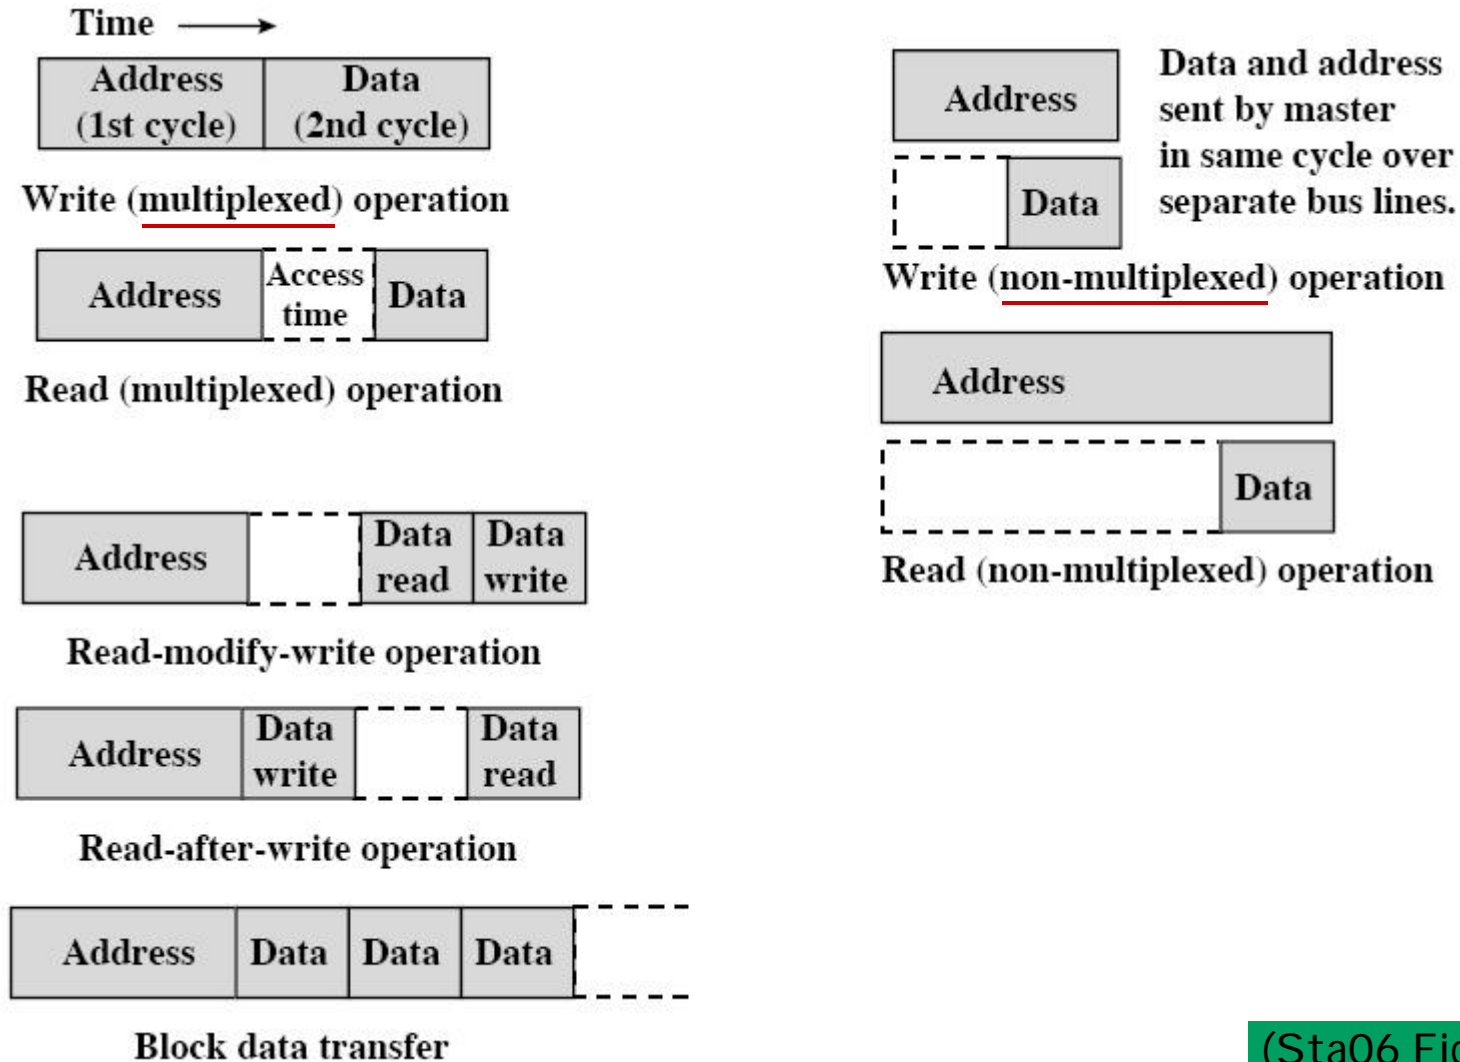 Time
Address
(1st cycle)
Data
(2nd cycle)
Write (multiplexed) operation
Address
Access
time
Data
Read (multiplexed) operation
Address
Data
read
Data
write
Read-modify-write operation
Address
Data
write
Data
read
Read-after-write operation
Address
Data
Data
Data
Block data transfer
Address
Data
Data and address
sent by master
in same cycle over
separate bus lines.
Write (non-multiplexed) operation
Address
Data
Read (non-multiplexed) operation
(Sta06